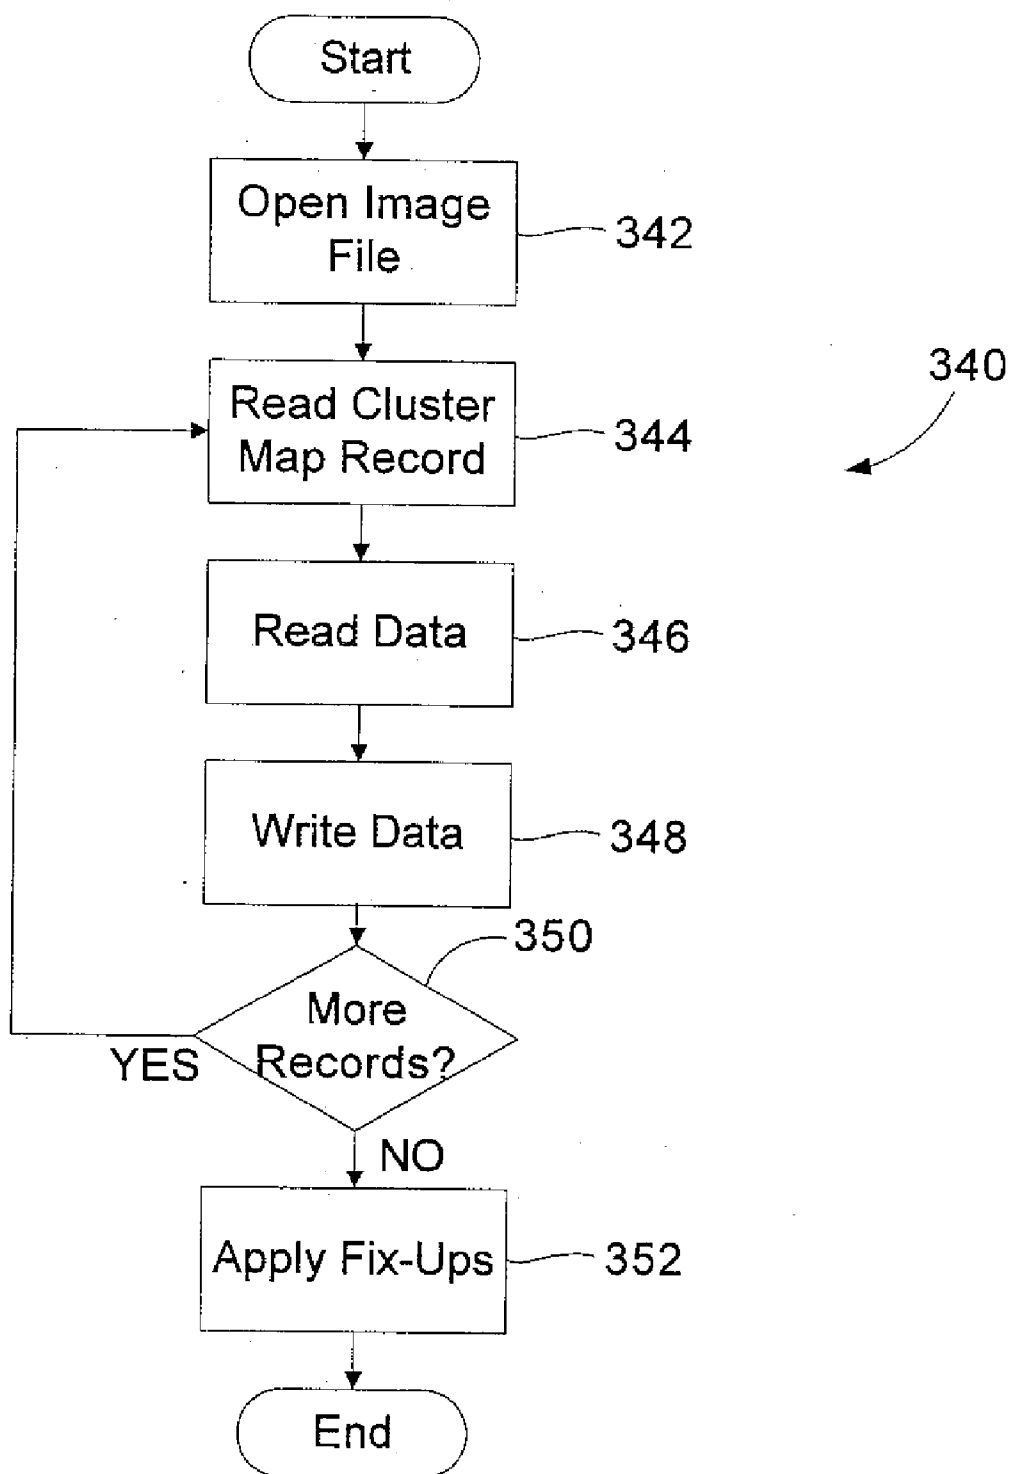 Start
Open Image
File
342
340
Read Cluster
Map Record
344
Read Data
346
Write Data
348
350
More
Records?
YES
NO
Apply Fix-Ups
352
End